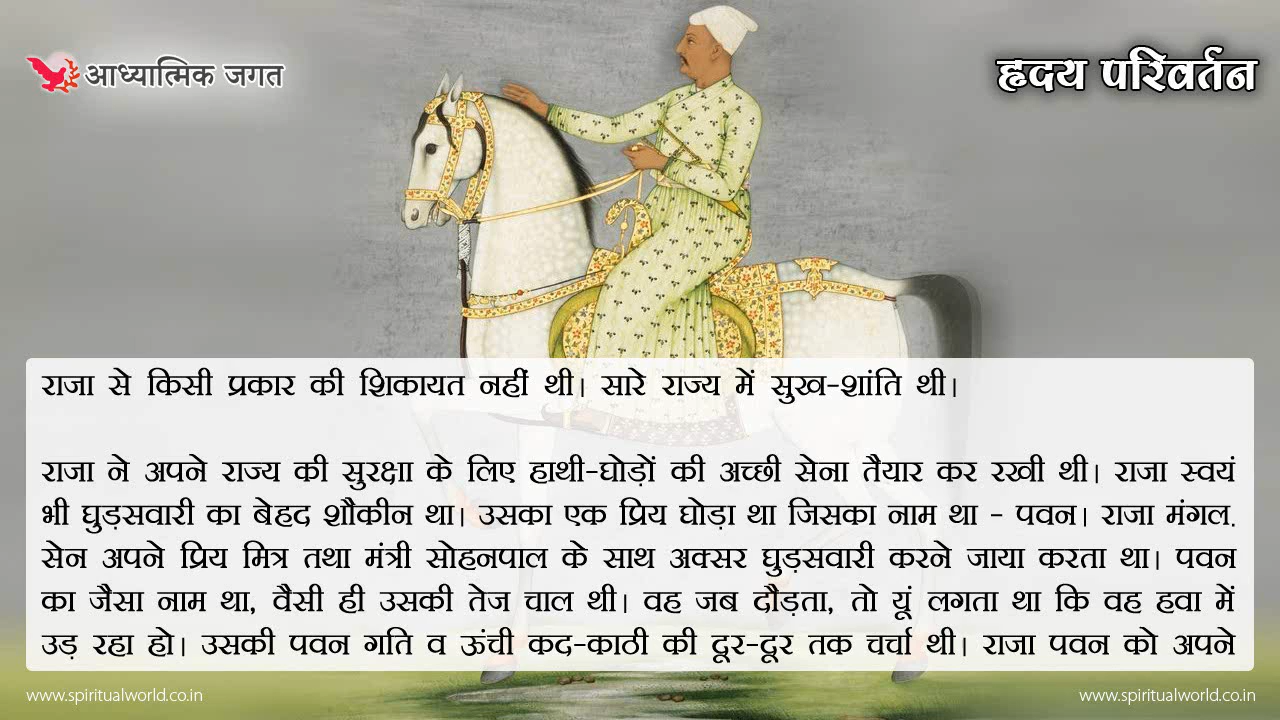 आध्यात्मिक जगत
हृदय परिवर्तन
राजा से किसी प्रकार की शिकायत नहीं थी। सारे राज्य में सुख-शांति थी।
राजा ने अपने राज्य की सुरक्षा के लिए हाथी-घोड़ों की अच्छी सेना तैयार कर रखी थी। राजा स्वयं
भी घुड़सवारी का बेहद शौकीन था। उसका एक प्रिय घोड़ा था जिसका नाम था - पवन। राजा मंगल.
सेन अपने प्रिय मित्र तथा मंत्री सोहनपाल के साथ अक्सर घुड़सवारी करने जाया करता था। पवन
का जैसा नाम था, वैसी ही उसकी तेज चाल थी। वह जब दौड़ता, तो यूं लगता था कि वह हवा में
उड़ रहा हो। उसकी पवन गति व ऊंची कद-काठी की दूर-दूर तक चर्चा थी। राजा पवन को अपने
www.spiritualworld.co.in
www.spiritualworld.co.in